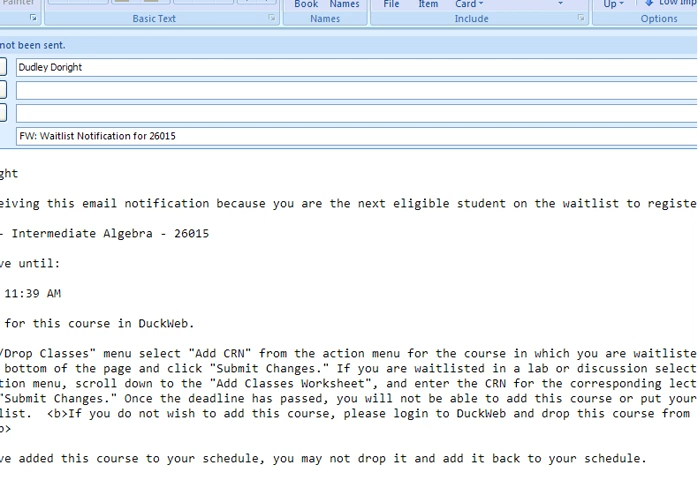 Painter
Book Names File Item Card Up Low Imp
Basic Text Names Include Options
not been sent.
Dudley Doright
FW: Waitlist Notification for 26015
ght
eiving this email notification because you are the next eligible student on the waitlist to registe
- Intermediate Algebra - 26015
ve until:
11:39 AM
for this course in DuckWeb.
/Drop Classes" menu select "Add CRN" from the action menu for the course in which you are waitliste
bottom of the page and click "Submit Changes." If you are waitlisted in a lab or discussion select
tion menu, scroll down to the "Add Classes Worksheet", and enter the CRN for the corresponding lect
"Submit Changes." Once the deadline has passed, you will not be able to add this course or put your
list. <b>If you do not wish to add this course, please login to DuckWeb and drop this course from
b>
ve added this course to your schedule, you may not drop it and add it back to your schedule.